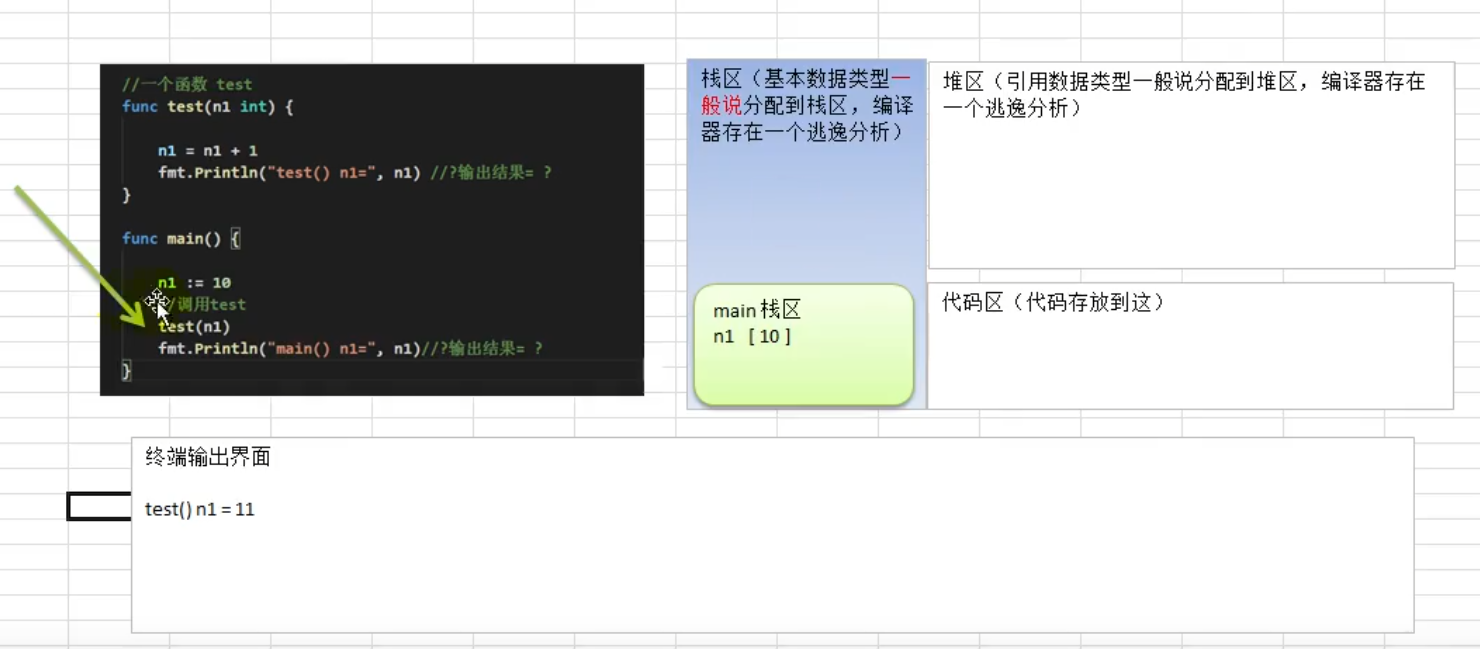 //一个函数 test
func test(n1 int) {
n1 = n1 + 1
fmt.Println("test() n1=", n1) //?输出结果= ?
}
func main() {
n1 := 10
/调用test
test(n1)
fmt.Println("main() n1=", n1)//?输出结果= ?
}
栈区（基本数据类型一
般说分配到栈区，编译
器存在一个逃逸分析）
main 栈区
n1 [ 10 ]
堆区（引用数据类型一般说分配到堆区，编译器存在
一个逃逸分析）
代码区（代码存放到这）
终端输出界面
test() n1 = 11